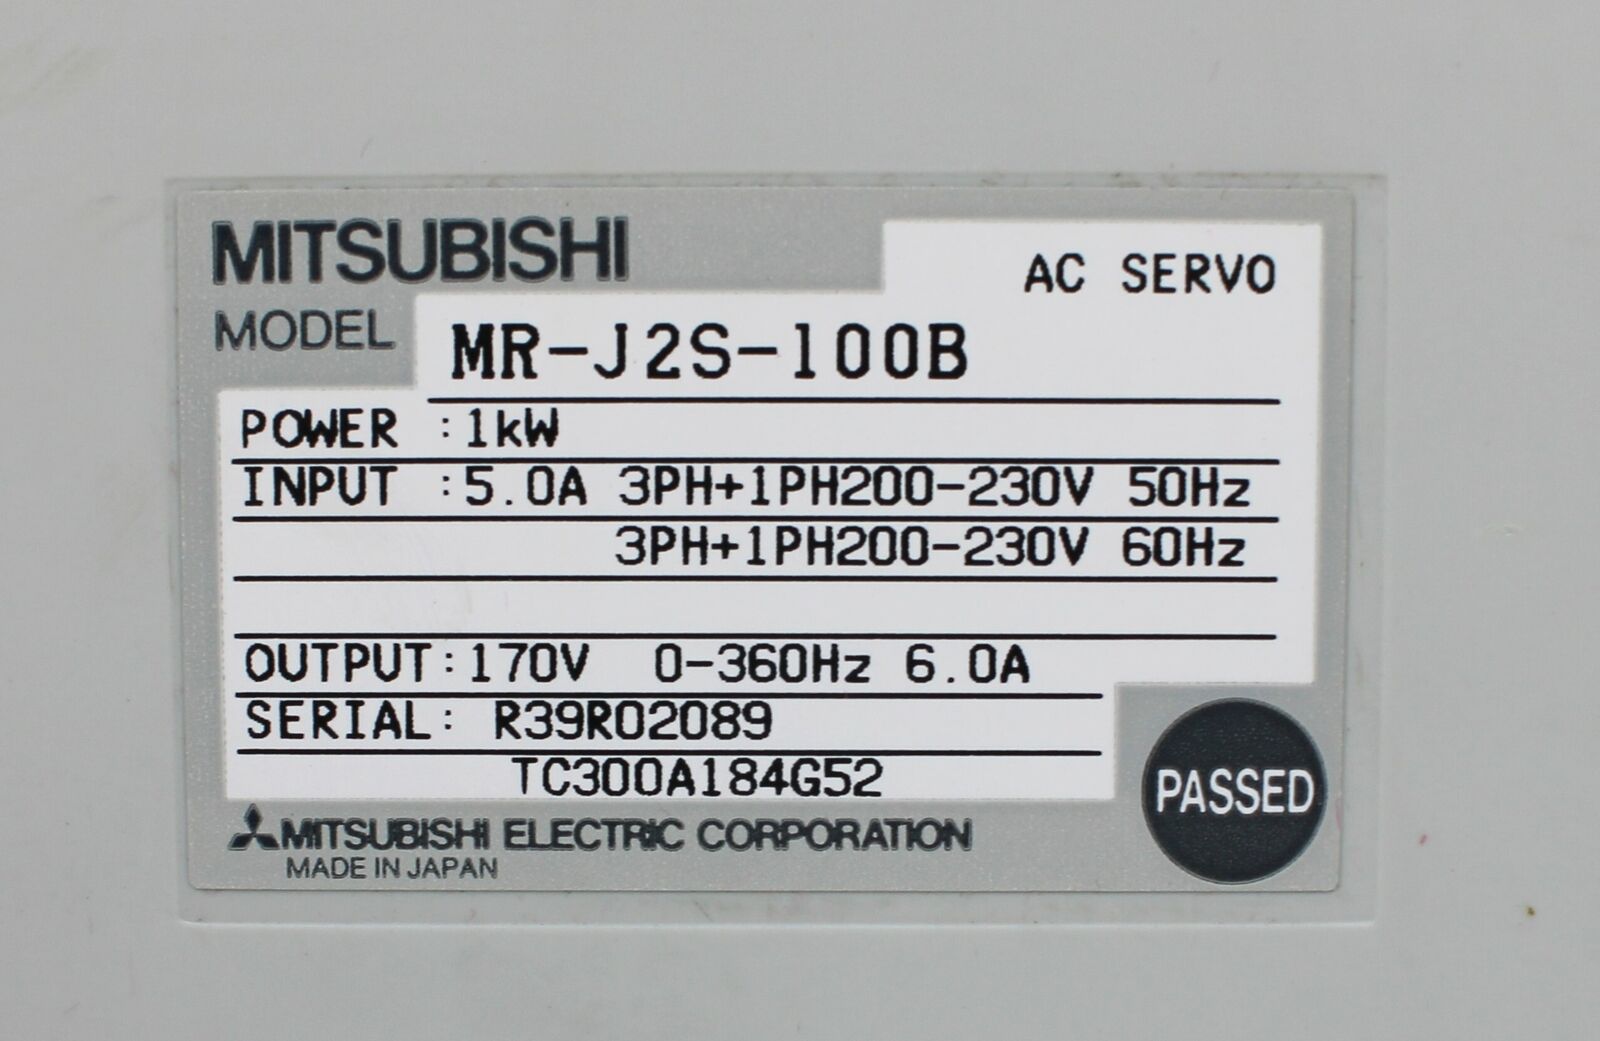 MITSUBISHI
AC SERVO
MODEL MR-J2S-100B
POWER :1kW
INPUT :5.0A 3PH+1PH200-230V 50Hz
3PH+1PH200-230V 60Hz
OUTPUT:170V 0-360Hz 6.0A
SERIAL: R39R02089
TC300A184G52
PASSED
MITSUBISHI ELECTRIC CORPORATION
MADE IN JAPAN